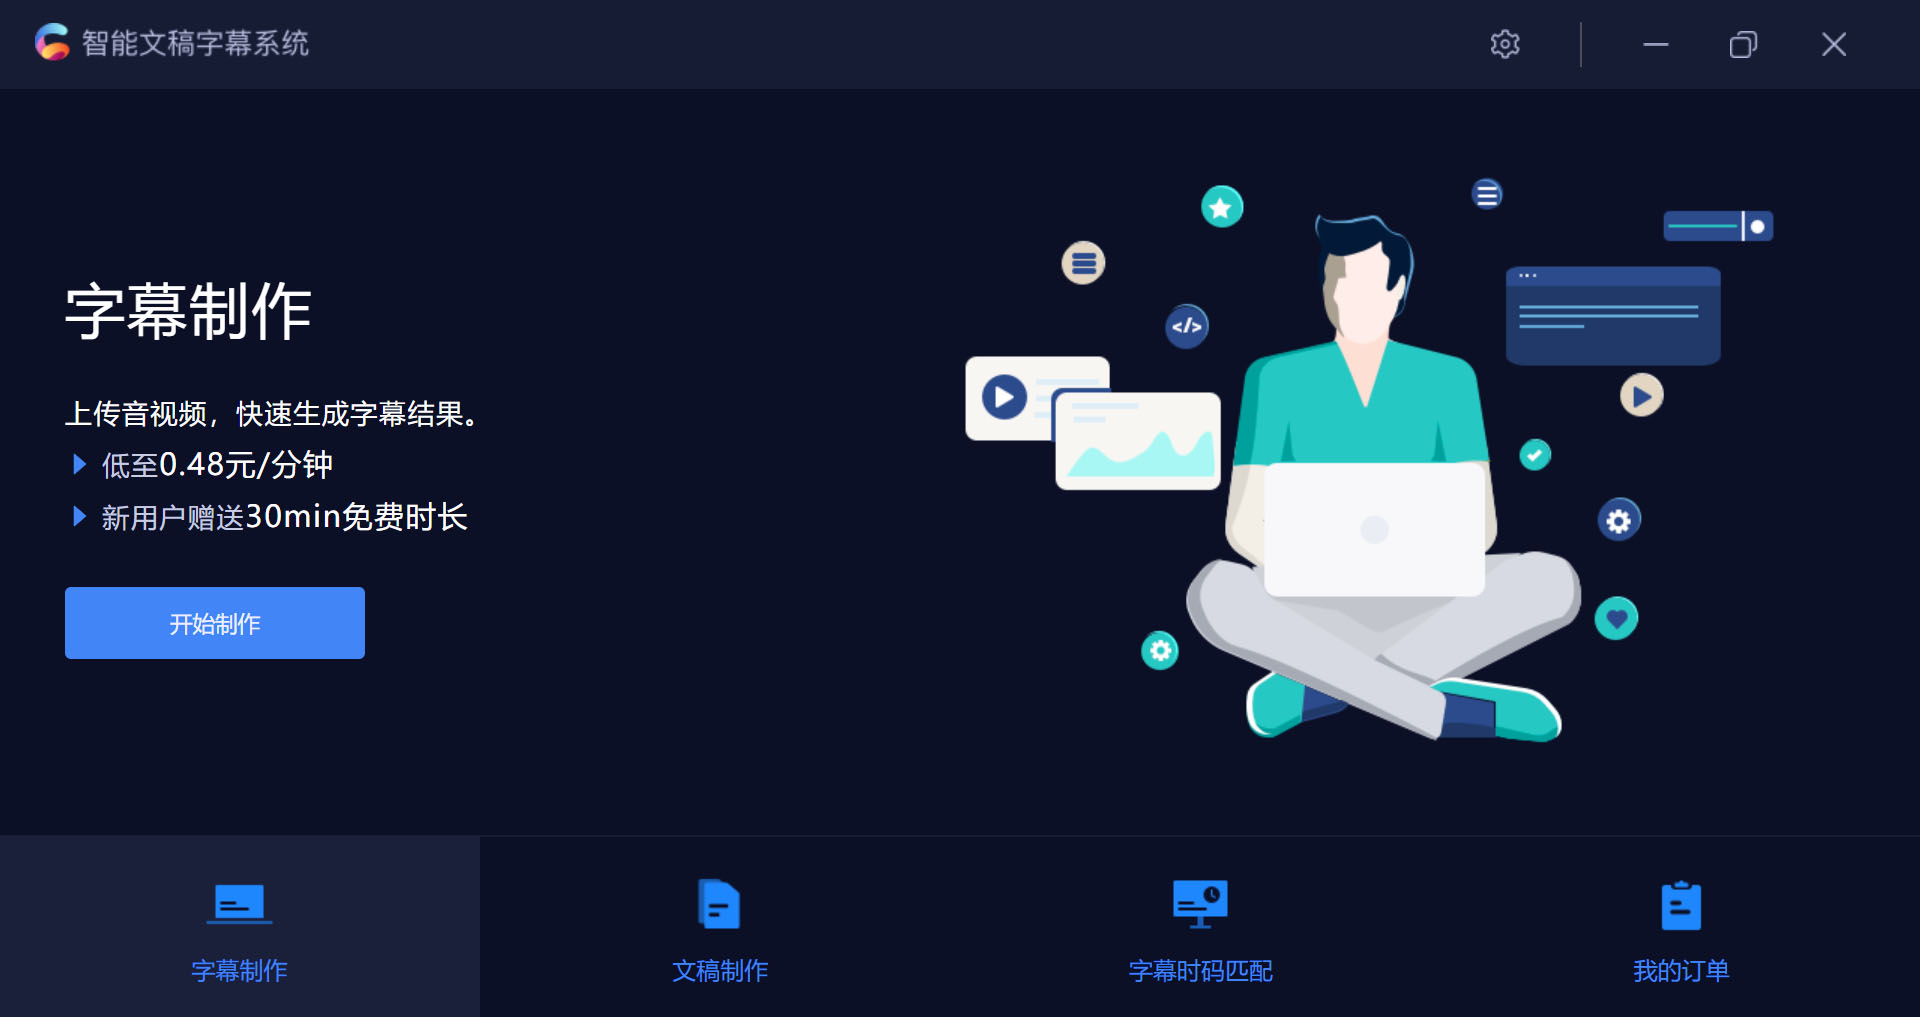 智能文稿字幕系统
字幕制作
上传音视频，快速生成字幕结果。
低至0.48元/分钟
新用户赠送30min免费时长
开始制作
</>
字幕制作
文稿制作
字幕时码匹配
我的订单